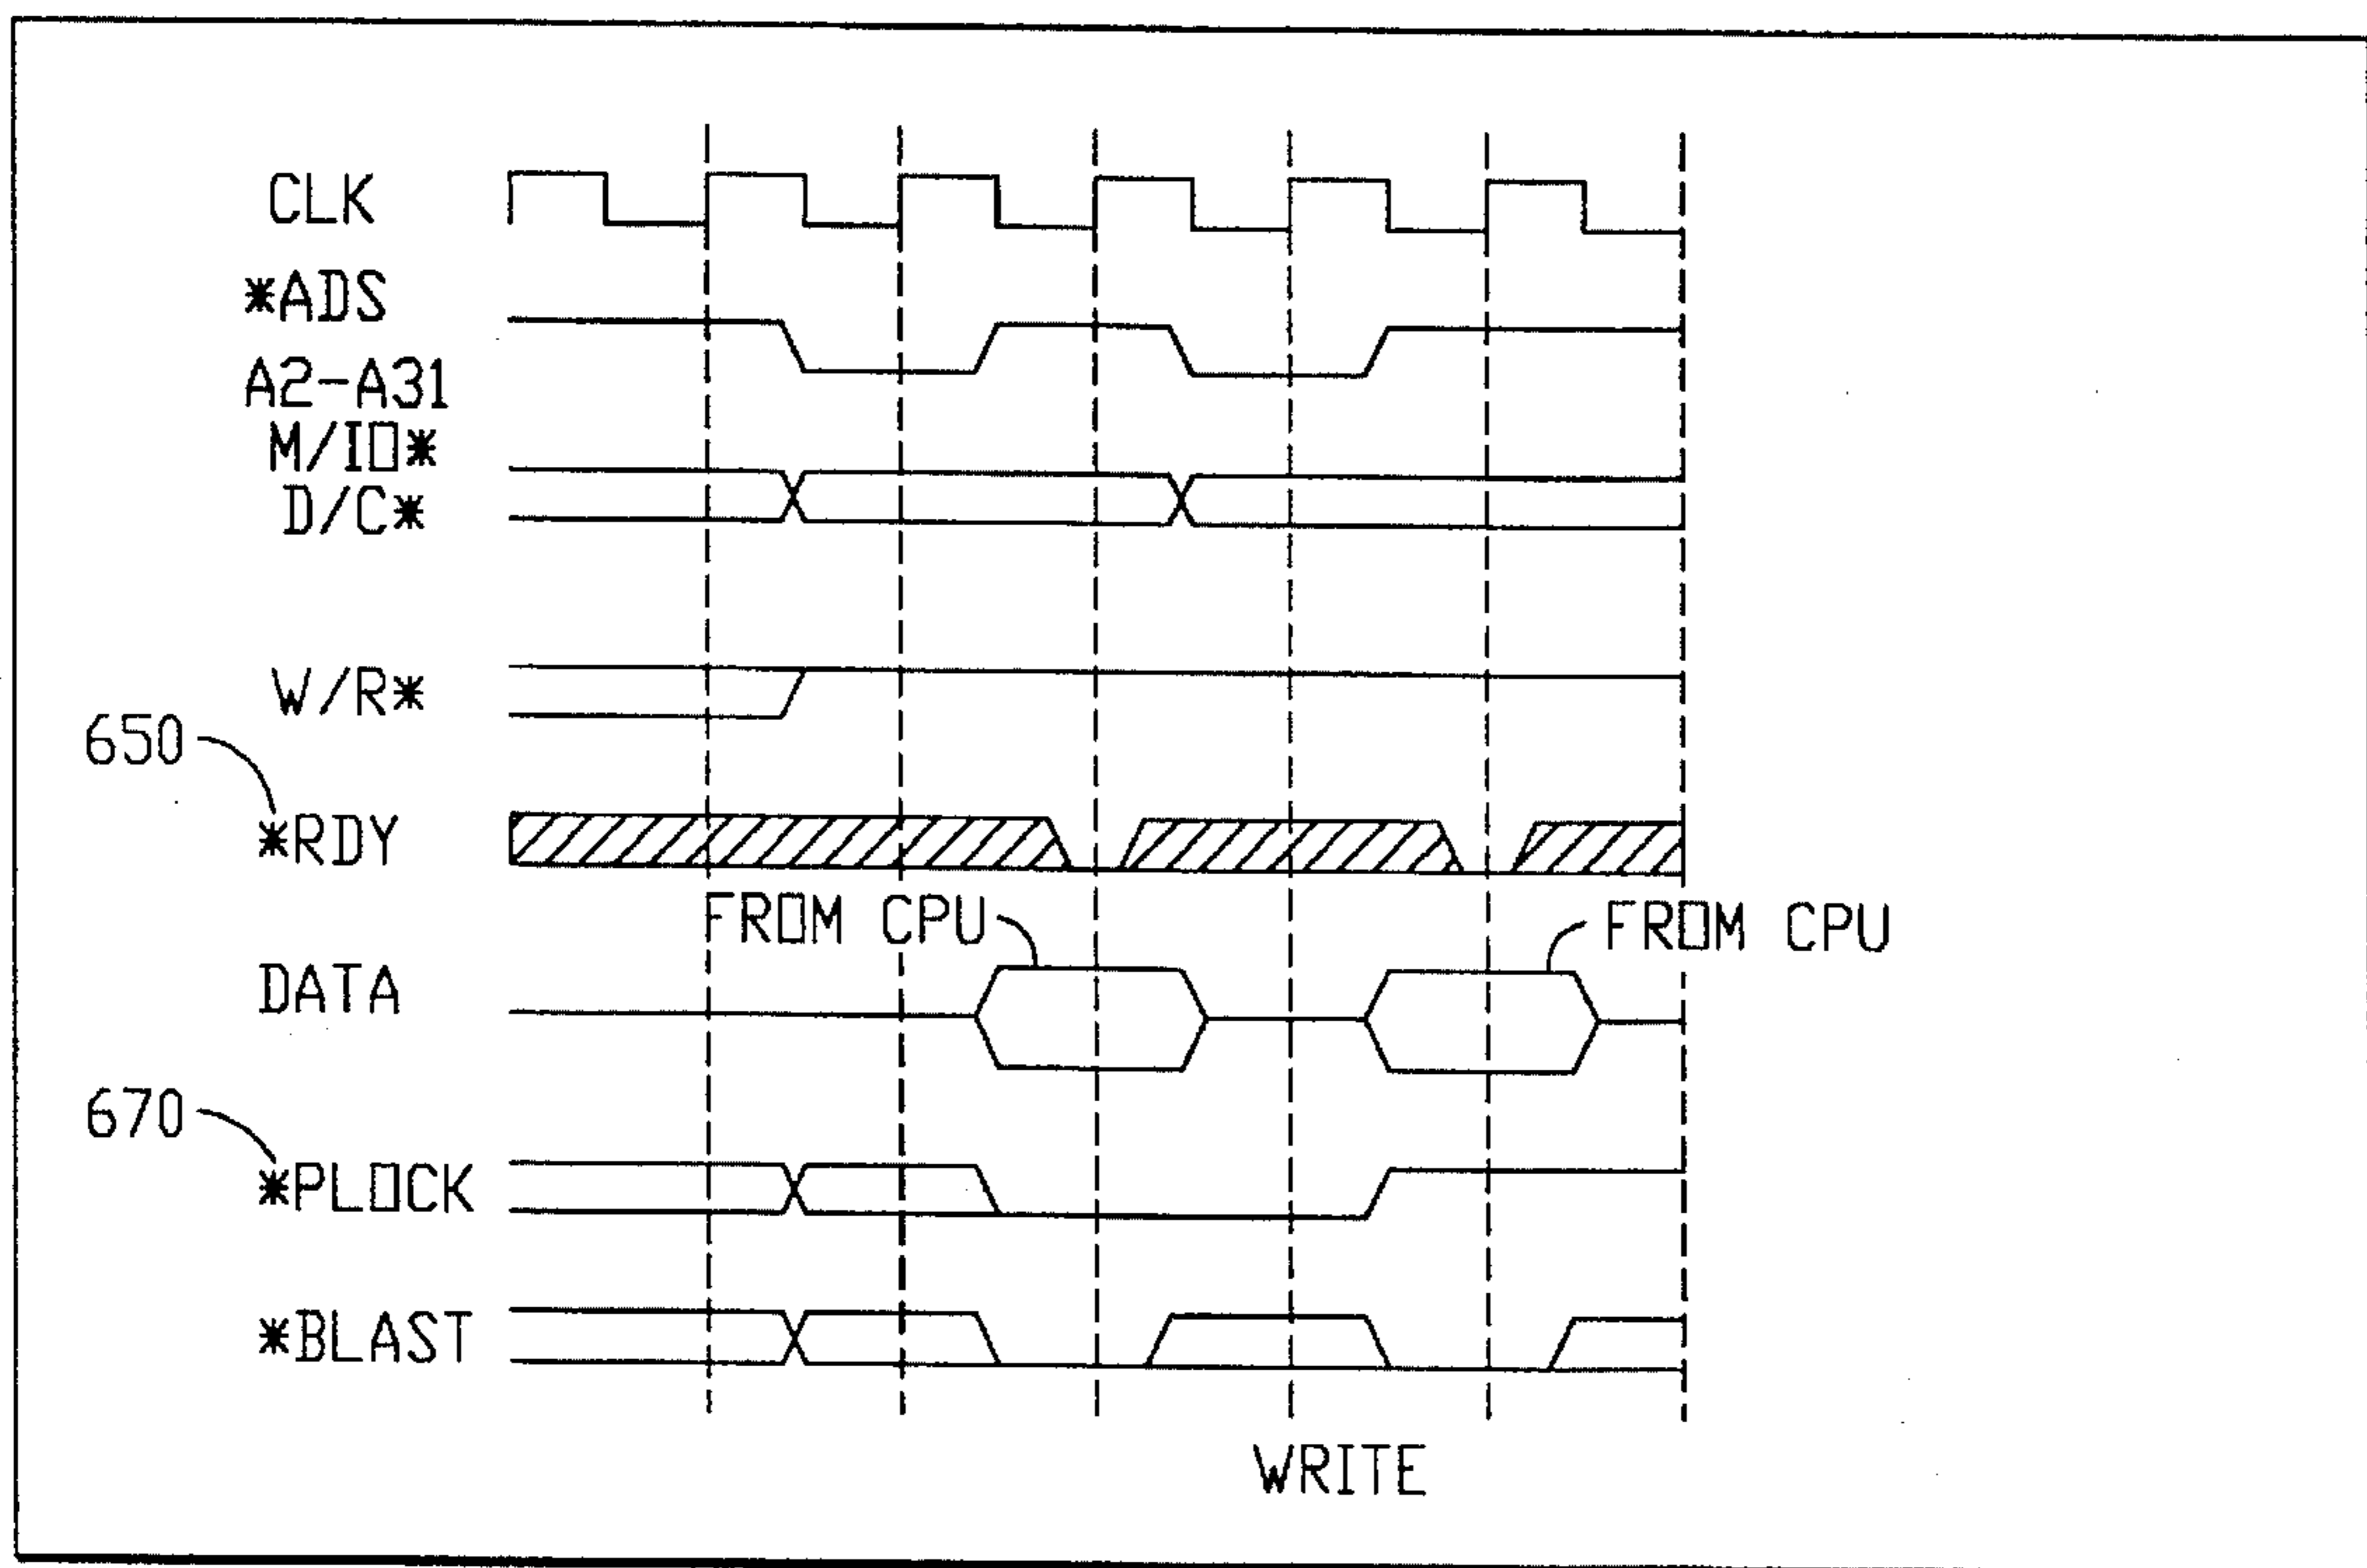 CLK
*ADS
A2-A31
M/IO*
D/C*
W/R*
650
*RDY
FROM CPU
FROM CPU
DATA
670
*PLOCK
*BLAST
WRITE